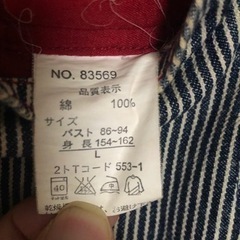 NO. 83569
品質表示
綿 100%
サイズ
バスト 86-94
身長 154-162
L
2トTコード 553-1
40